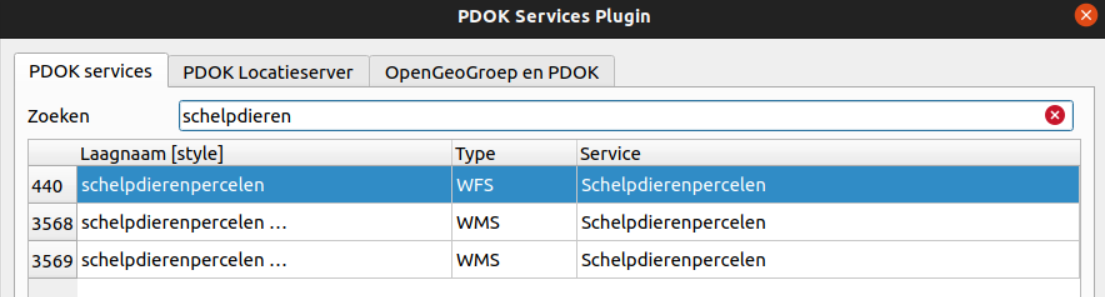 PDOK Services Plugin
PDOK services PDOK Locatieserver OpenGeoGroep en PDOK
Zoeken schelpdieren
Laagnaam [style] Type Service
440 schelpdierenpercelen WFS Schelpdierenpercelen
3568 schelpdierenpercelen ... WMS Schelpdierenpercelen
3569 schelpdierenpercelen ... WMS Schelpdierenpercelen